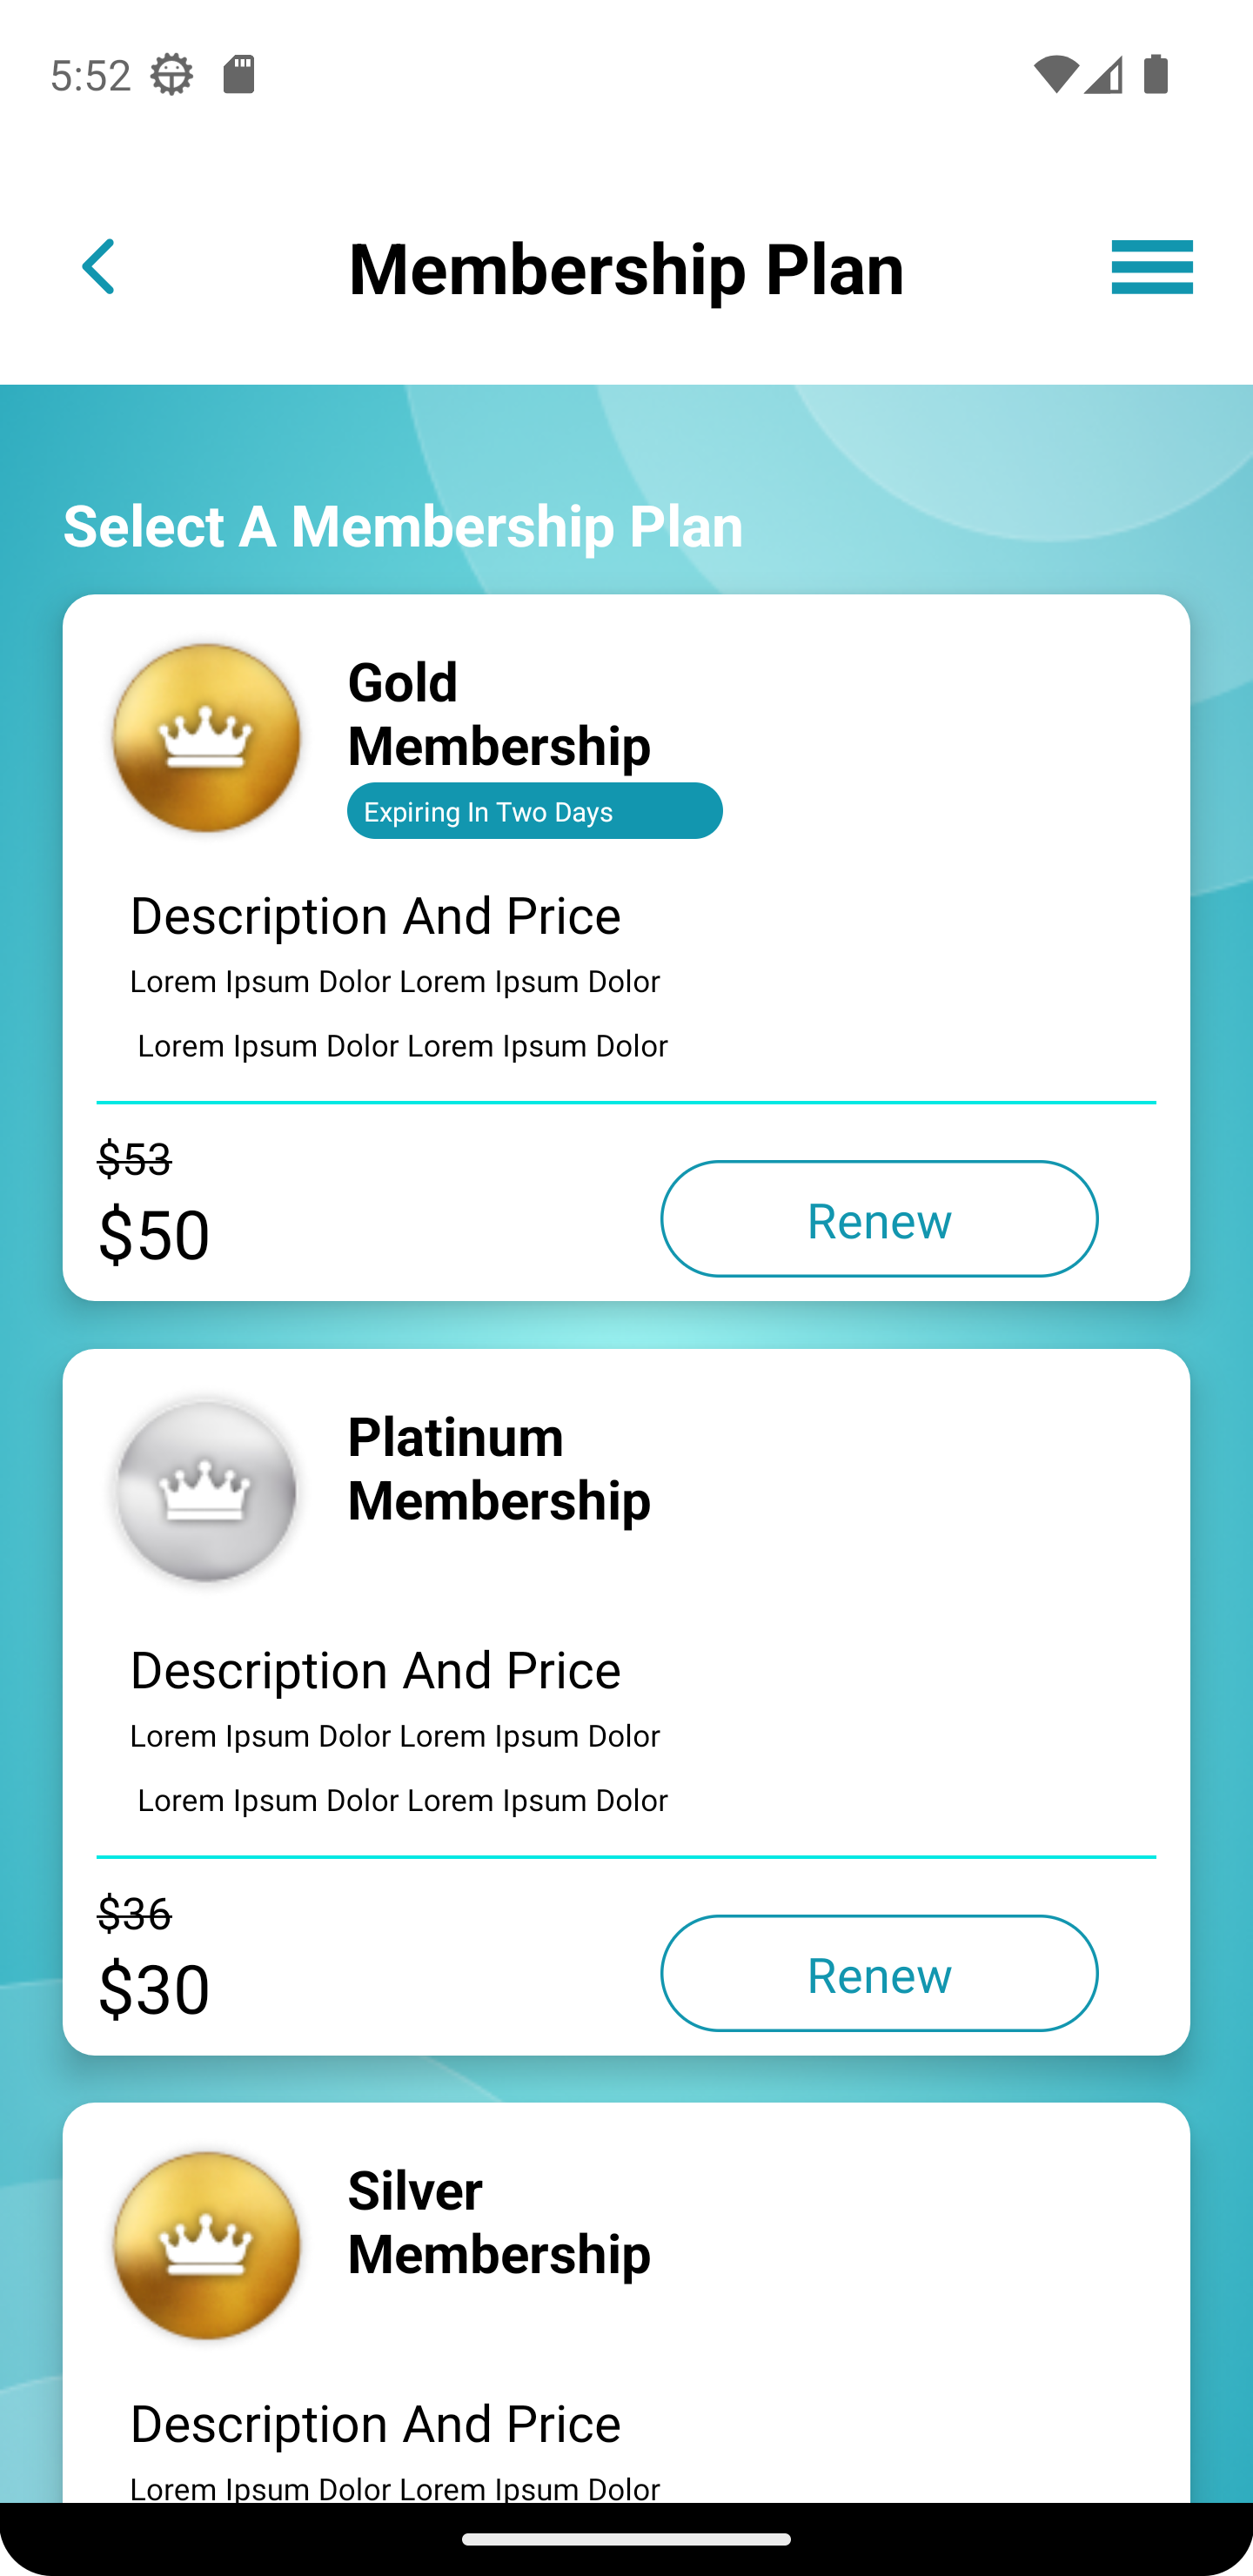 5:52
Membership Plan
Select A Membership Plan
Gold
Membership
Expiring In Two Days
Description And Price
Lorem Ipsum Dolor Lorem Ipsum Dolor
Lorem Ipsum Dolor Lorem Ipsum Dolor
$53
$50
Renew
Platinum
Membership
Description And Price
Lorem Ipsum Dolor Lorem Ipsum Dolor
Lorem Ipsum Dolor Lorem Ipsum Dolor
$36
$30
Renew
Silver
Membership
Description And Price
Lorem Ipsum Dolor Lorem Ipsum Dolor